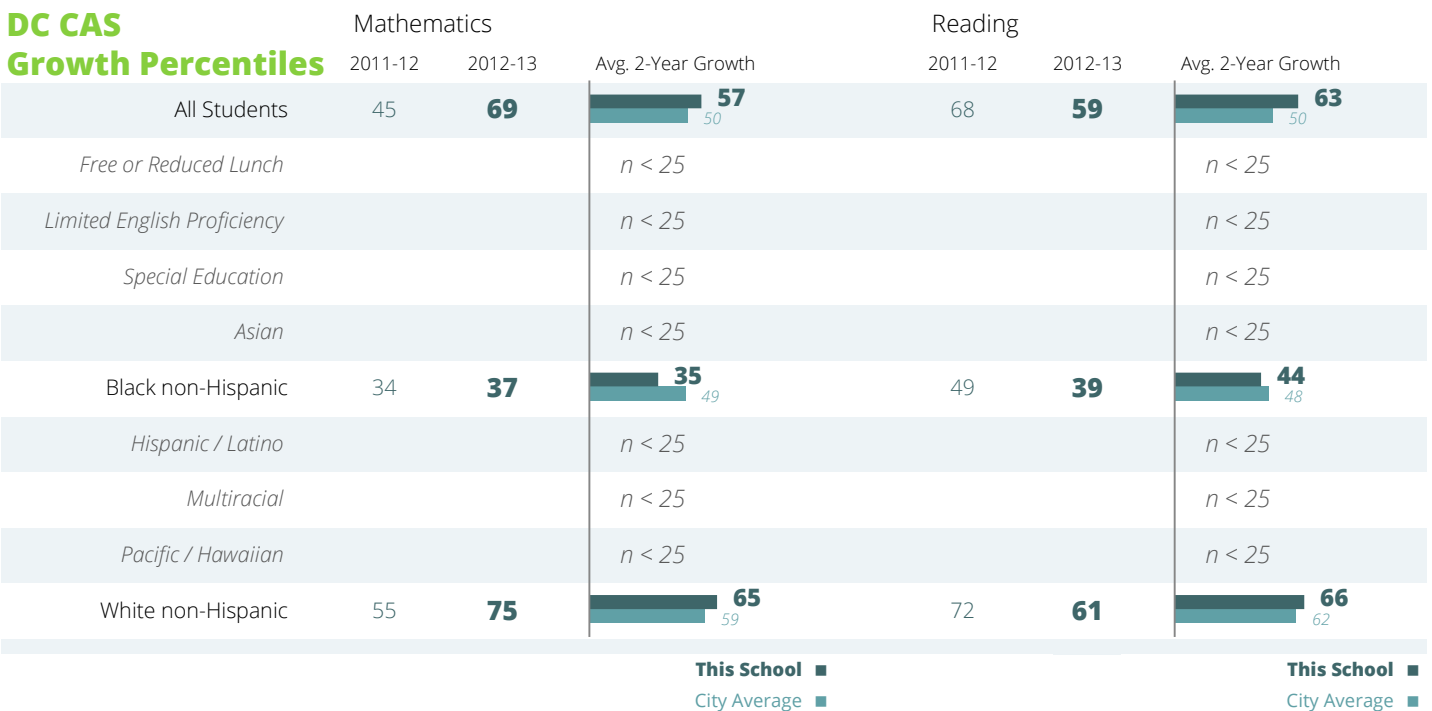 DC CAS
Growth Percentiles
Mathematics
Reading
2011-12 2012-13 Avg. 2-Year Growth 2011-12 2012-13 Avg. 2-Year Growth
All Students 45 69 57 50 68 59 63 50
Free or Reduced Lunch n < 25 n < 25
Limited English Proficiency n < 25 n < 25
Special Education n < 25 n < 25
Asian n < 25 n < 25
Black non-Hispanic 34 37 35 49 49 39 44 48
Hispanic / Latino n < 25 n < 25
Multiracial n < 25 n < 25
Pacific / Hawaiian n < 25 n < 25
White non-Hispanic 55 75 65 59 72 61 66 62
This School This School
City Average City Average